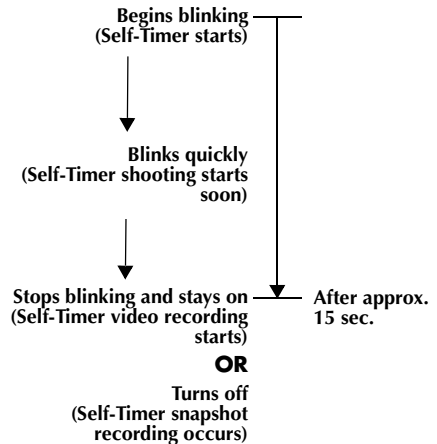 Begins blinking
(Self-Timer starts)
Blinks quickly
(Self-Timer shooting starts
soon)
Stops blinking and stays on
(Self-Timer video recording
starts)
After approx.
15 sec.
OR
Turns off
(Self-Timer snapshot
recording occurs)